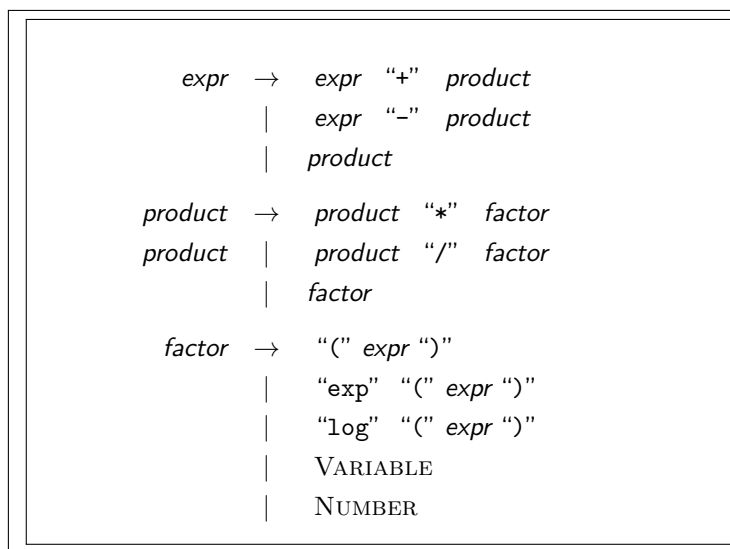 expr → expr “+” product
| expr “-” product
| product
product → product “*” factor
product | product “/” factor
| factor
factor → “(” expr “)”
| “exp” “(” expr “)”
| “log” “(” expr “)”
| VARIABLE
| NUMBER